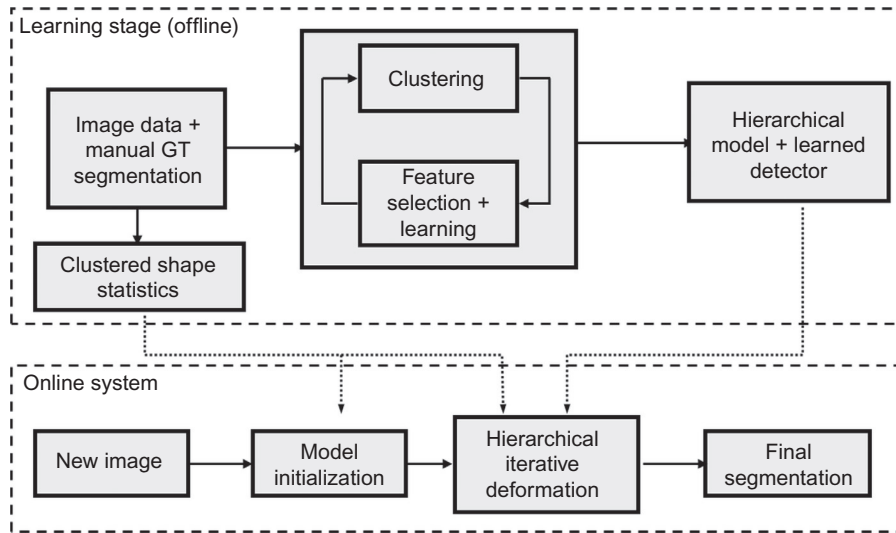 Learning stage (offline)
Image data +
manual GT
segmentation
Clustering
Feature
selection +
learning
Hierarchical
model + learned
detector
Clustered shape
statistics
Online system
New image
Model
initialization
Hierarchical
iterative
deformation
Final
segmentation